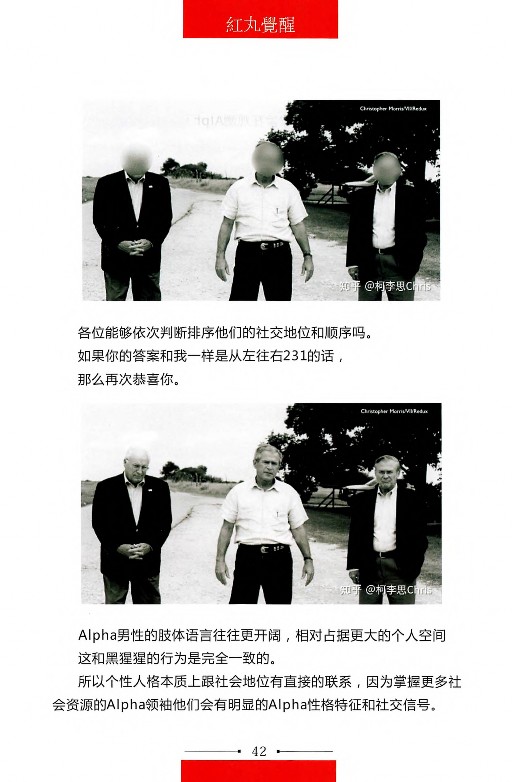 紅丸覺醒
Christopher Morris/VII/Redux
知乎 @柯李思Chris
各位能够依次判断排序他们的社交地位和顺序吗。
如果你的答案和我一样是从左往右231的话，
那么再次恭喜你。
Christopher Morris/VII/Redux
知乎 @柯李思Chris
Alpha男性的肢体语言往往更开阔，相对占据更大的个人空间
这和黑猩猩的行为是完全一致的。
所以个性人格本质上跟社会地位有直接的联系，因为掌握更多社
会资源的Alpha领袖他们会有明显的Alpha性格特征和社交信号。
42